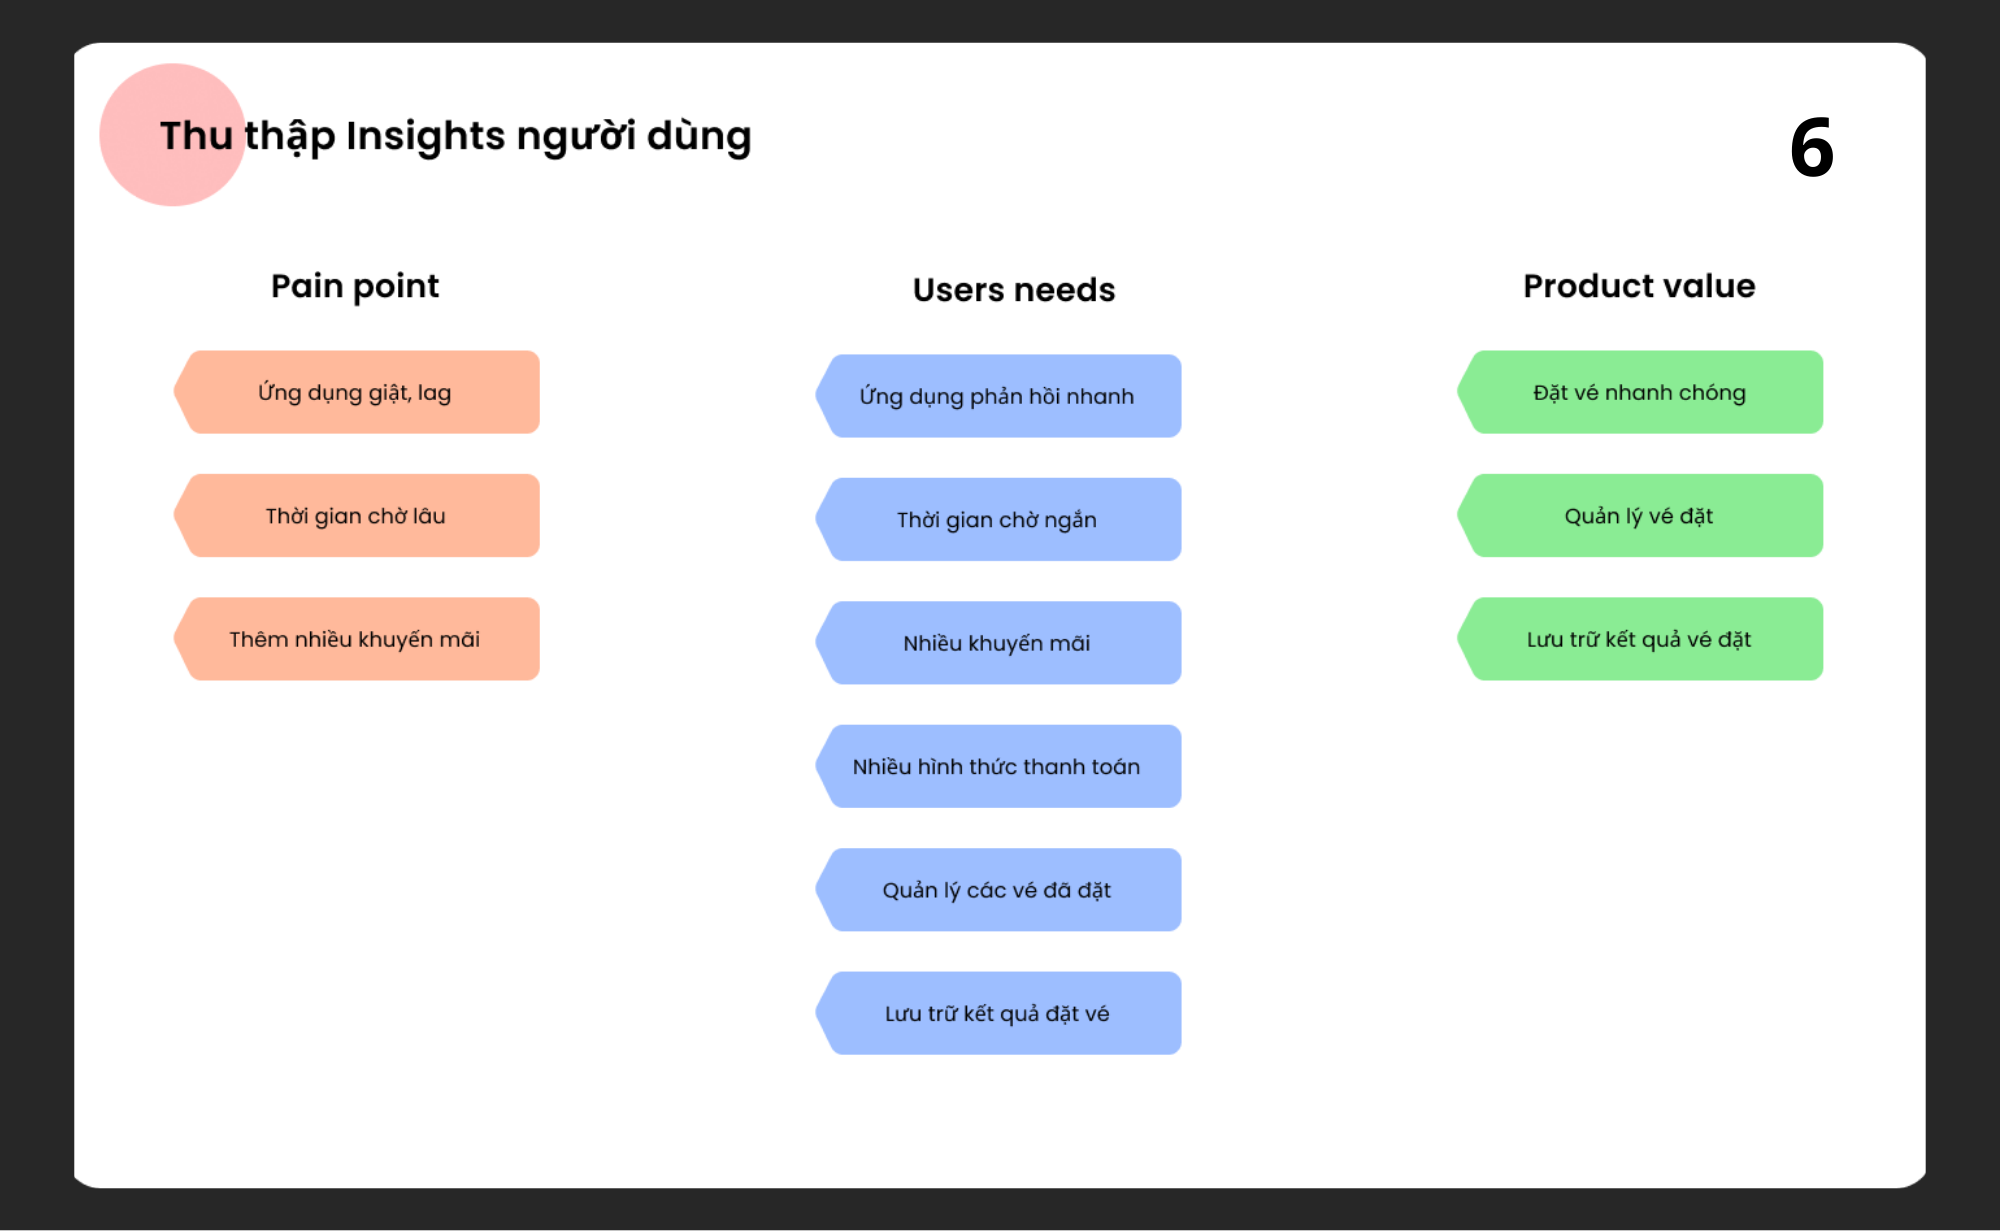 Thu thập Insights người dùng
6
Pain point
Ứng dụng giật, lag
Thời gian chờ lâu
Thêm nhiều khuyến mãi
Users needs
Ứng dụng phản hồi nhanh
Thời gian chờ ngắn
Nhiều khuyến mãi
Nhiều hình thức thanh toán
Quản lý các vé đã đặt
Lưu trữ kết quả đặt vé
Product value
Đặt vé nhanh chóng
Quản lý vé đặt
Lưu trữ kết quả vé đặt